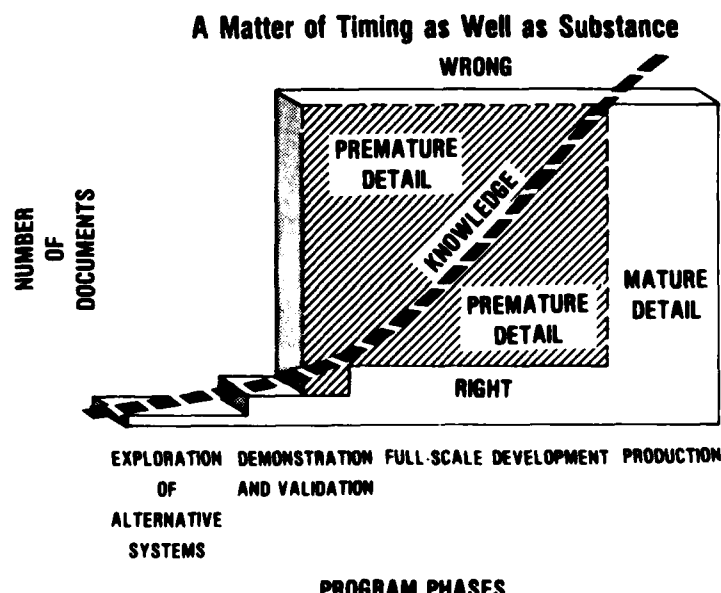 A Matter of Timing as Well as Substance
WRONG
PREMATURE
DETAIL
KNOWLEDGE
NUMBER
OF
DOCUMENTS
MATURE
DETAIL
PREMATURE
DETAIL
RIGHT
EXPLORATION
OF
ALTERNATIVE
SYSTEMS
DEMONSTRATION
AND VALIDATION
FULL-SCALE DEVELOPMENT
PRODUCTION
PROGRAM PHASES